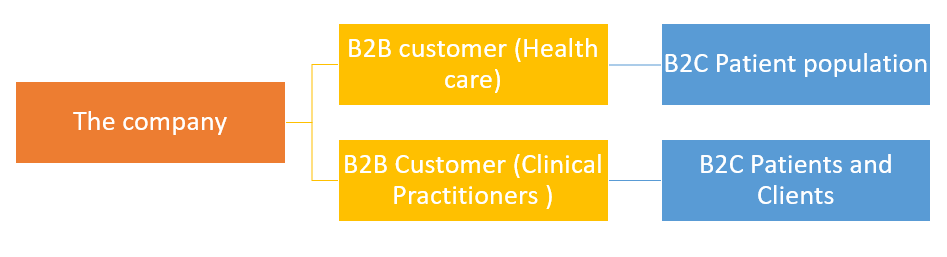 The company
B2B customer (Health
care)
B2C Patient population
B2B Customer (Clinical
Practitioners )
B2C Patients and
Clients